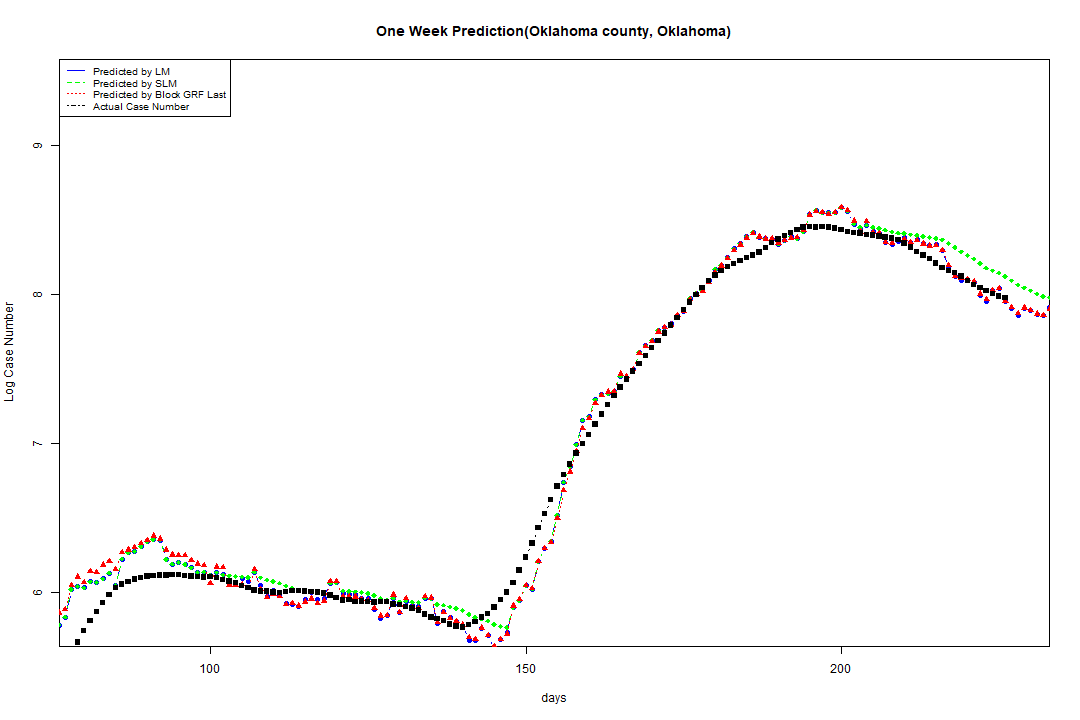 One Week Prediction(Oklahoma county, Oklahoma)
Predicted by LM
Predicted by SLM
Predicted by Block GRF Last
Actual Case Number
9
8
7
6
Log Case Number
100 150 200
days